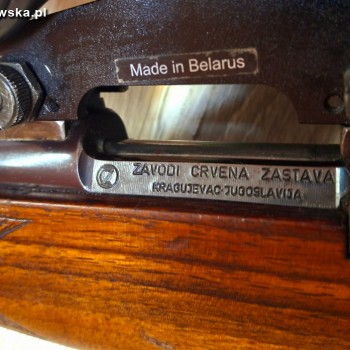 wska.pl
Made in Belarus
ZAVODI CRVENA ZASTAVA
KRAGUJEVAC-JUGOSLAVIJA